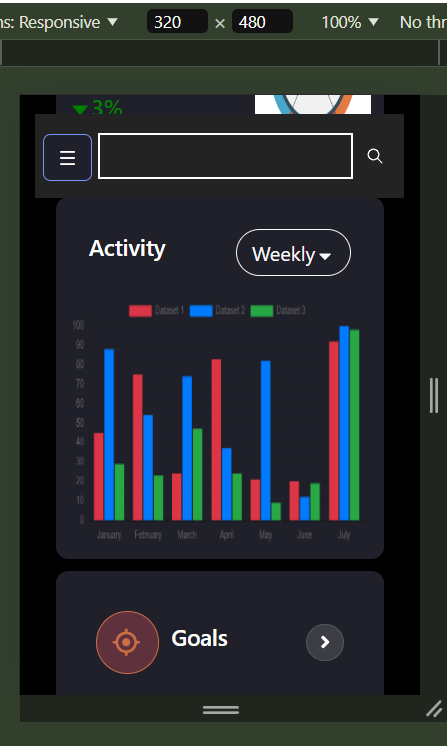 ns: Responsive ▼ 320 × 480 100% ▼ No thro
3%
☰
Activity Weekly
Dataset 1 Dataset 2 Dataset 3
100
90
80
70
60
50
40
30
20
10
0
January February March April May June July
Goals